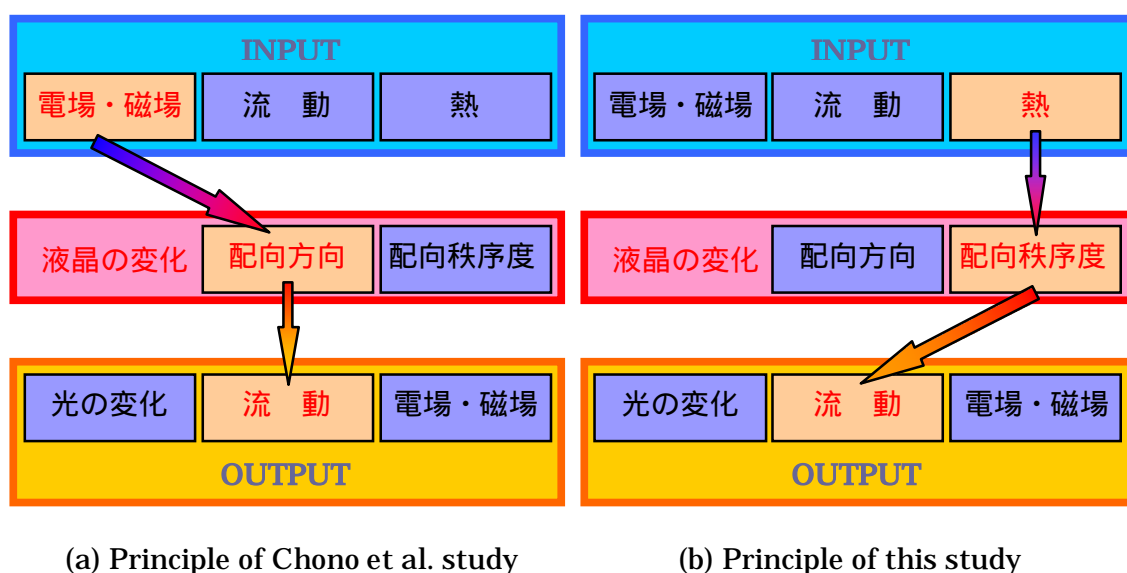 INPUT
電場・磁場 流　動 熱
液晶の変化 配向方向 配向秩序度
光の変化 流　動 電場・磁場
OUTPUT
(a) Principle of Chono et al. study
INPUT
電場・磁場 流　動 熱
液晶の変化 配向方向 配向秩序度
光の変化 流　動 電場・磁場
OUTPUT
(b) Principle of this study